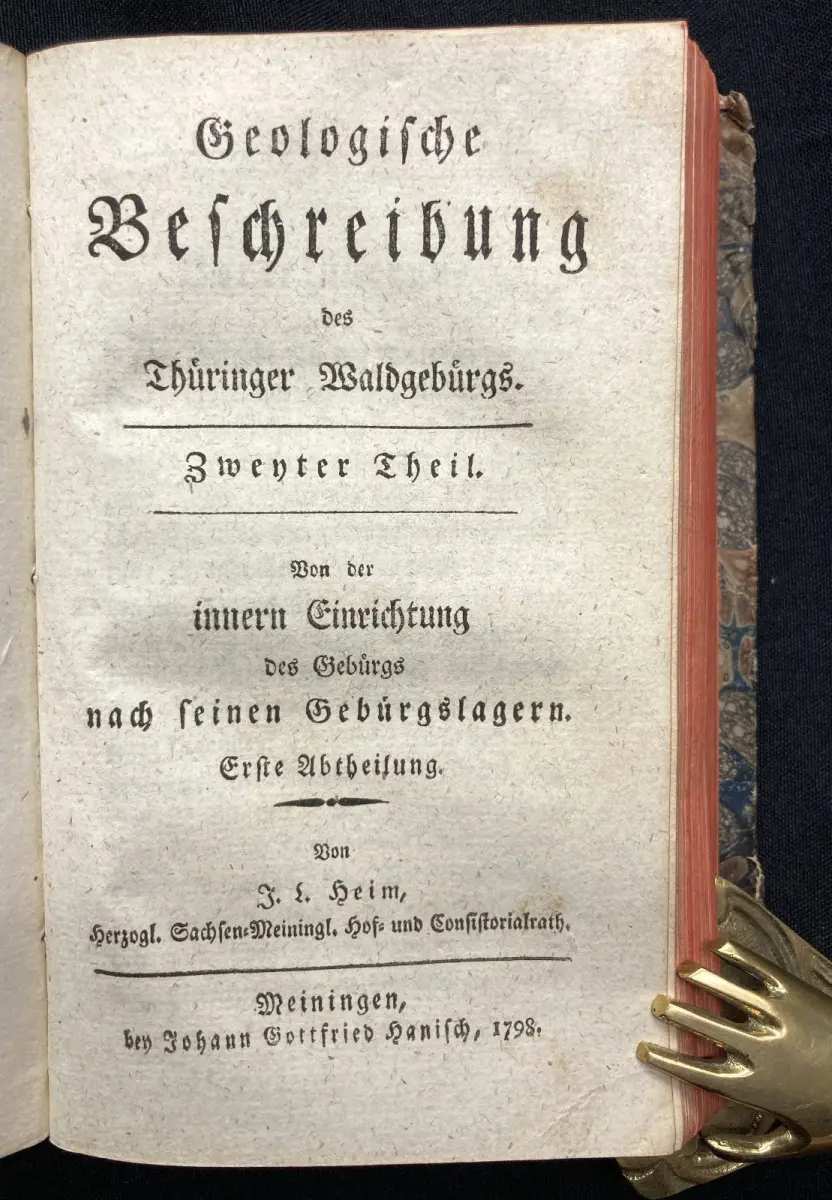 Geologische
Beschreibung
des
Thüringer Waldgebürgs.
Zweyter Theil.
Von der
innern Einrichtung
des Gebürgs
nach seinen Gebürgslagern.
Erste Abtheilung.
Von
J. L. Heim,
Herzogl. Sachsen-Meiningl. Hof- und Consistorialrath.
Meiningen,
bey Johann Gottfried Hanisch, 1798.